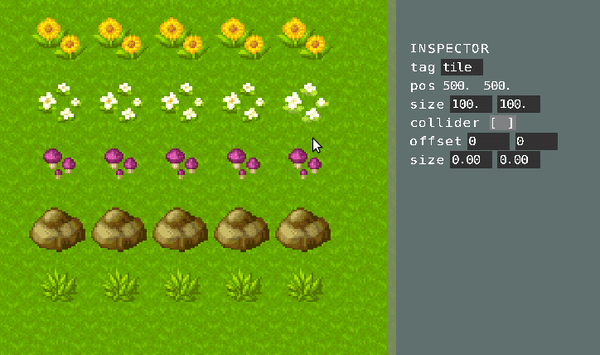 INSPECTOR
tag tile
pos 500. 500.
size 100. 100.
collider [ ]
offset 0 0
size 0.00 0.00